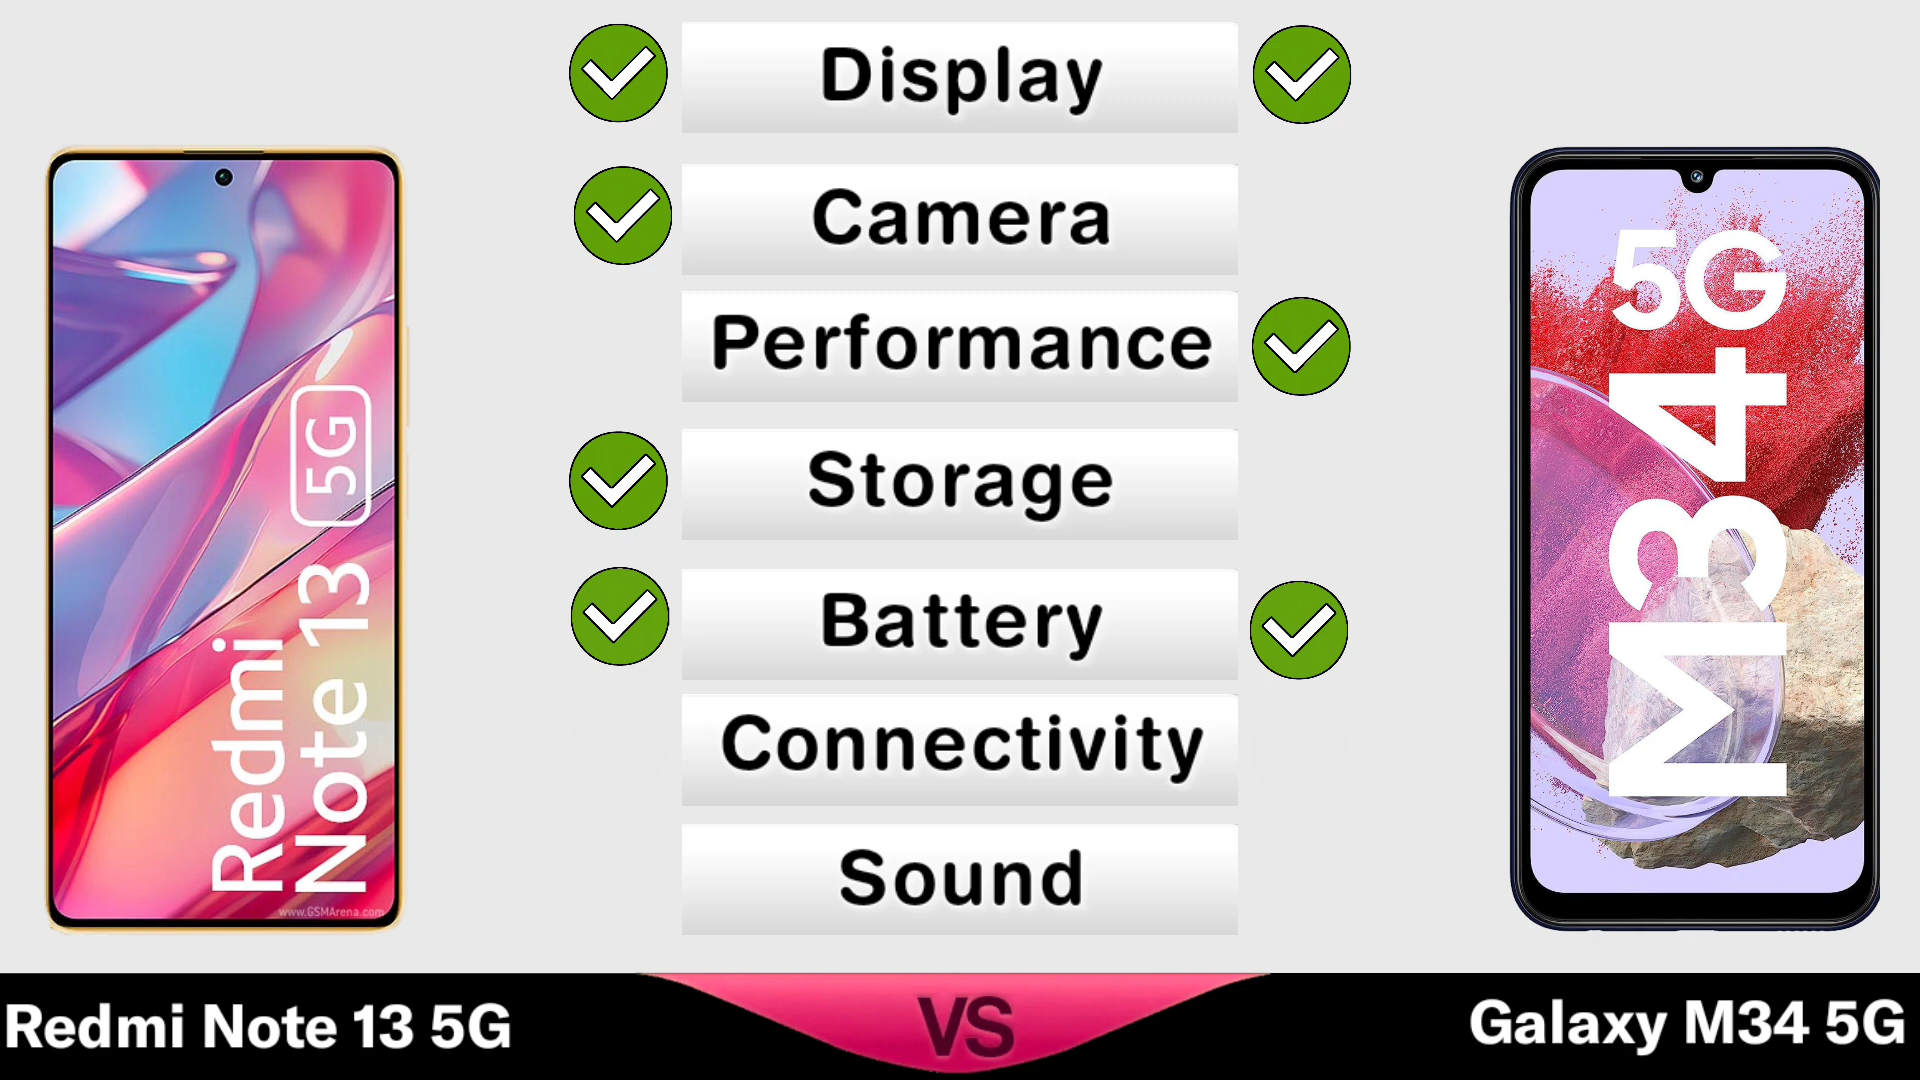 Display
Camera
Performance
Storage
Battery
Connectivity
Sound
Redmi
Note 13 5G
www.GSMArena.com
M34 5G
Redmi Note 13 5G
VS
Galaxy M34 5G